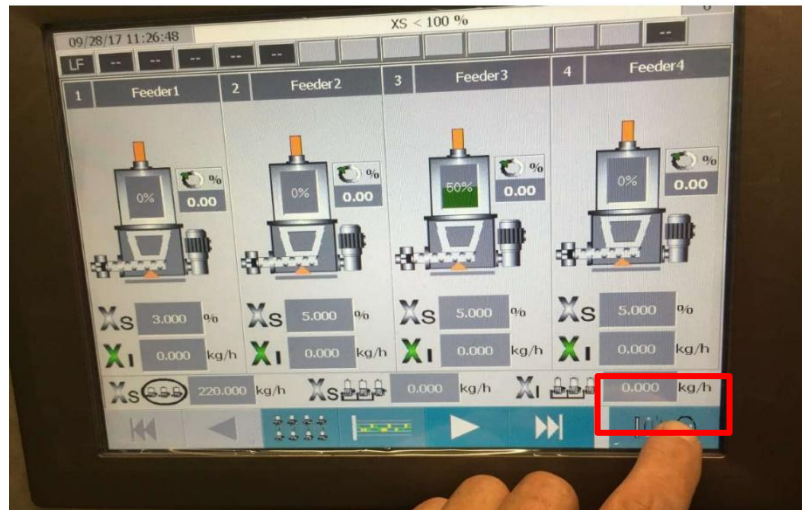 XS < 100 %
09/28/17 11:26:48
LF -- -- -- -- -- --
1 Feeder1 2 Feeder2 3 Feeder3 4 Feeder4
% % % %
0% 0.00 0% 0.00 50% 0.00 0% 0.00
XS 3.000 % XS 5.000 % XS 5.000 % XS 5.000 %
XI 0.000 kg/h XI 0.000 kg/h XI 0.000 kg/h XI 0.000 kg/h
XS 220.000 kg/h XS 0.000 kg/h XI 0.000 kg/h